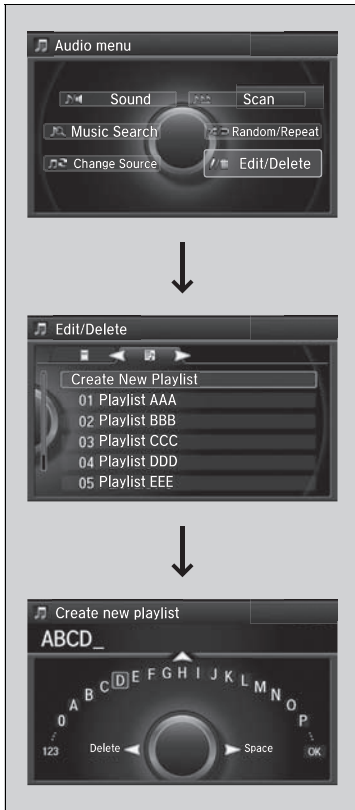 Audio menu
Sound Scan
Music Search Random/Repeat
Change Source Edit/Delete
Edit/Delete
Create New Playlist
01 Playlist AAA
02 Playlist BBB
03 Playlist CCC
04 Playlist DDD
05 Playlist EEE
Create new playlist
ABCD_
123 0 A B C D E F G H I J K L M N O P OK
Delete Space